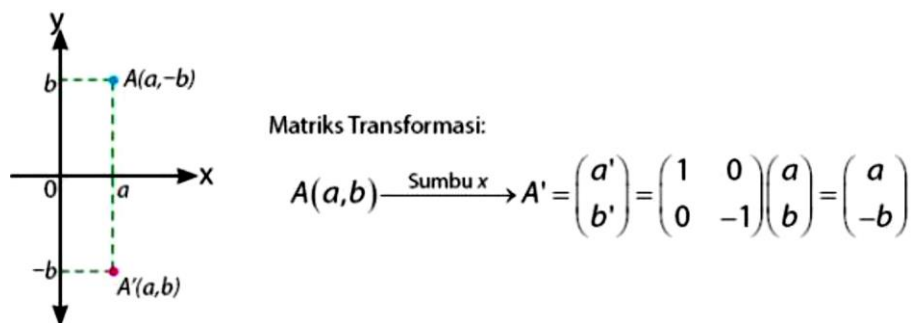 y
b
A(a,−b)
0
a
x
−b
A'(a,b)
Matriks Transformasi:
A(a,b) Sumbu x → A' = (a' b') = (1 0 0 −1)(a b) = (a −b)